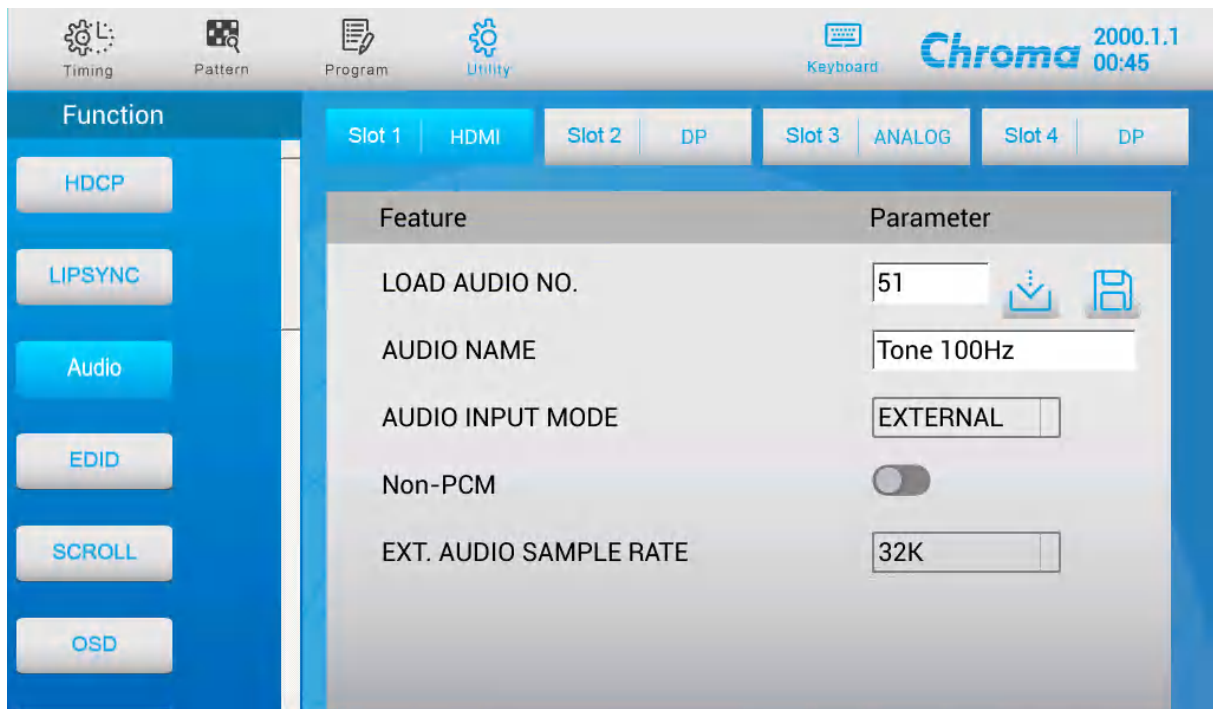 Timing
Pattern
Program
Utility
Keyboard
Chroma
2000.1.1
00:45
Function
HDCP
LIPSYNC
Audio
EDID
SCROLL
OSD
Slot 1 HDMI
Slot 2 DP
Slot 3 ANALOG
Slot 4 DP
Feature Parameter
LOAD AUDIO NO. 51
AUDIO NAME Tone 100Hz
AUDIO INPUT MODE EXTERNAL
Non-PCM
EXT. AUDIO SAMPLE RATE 32K